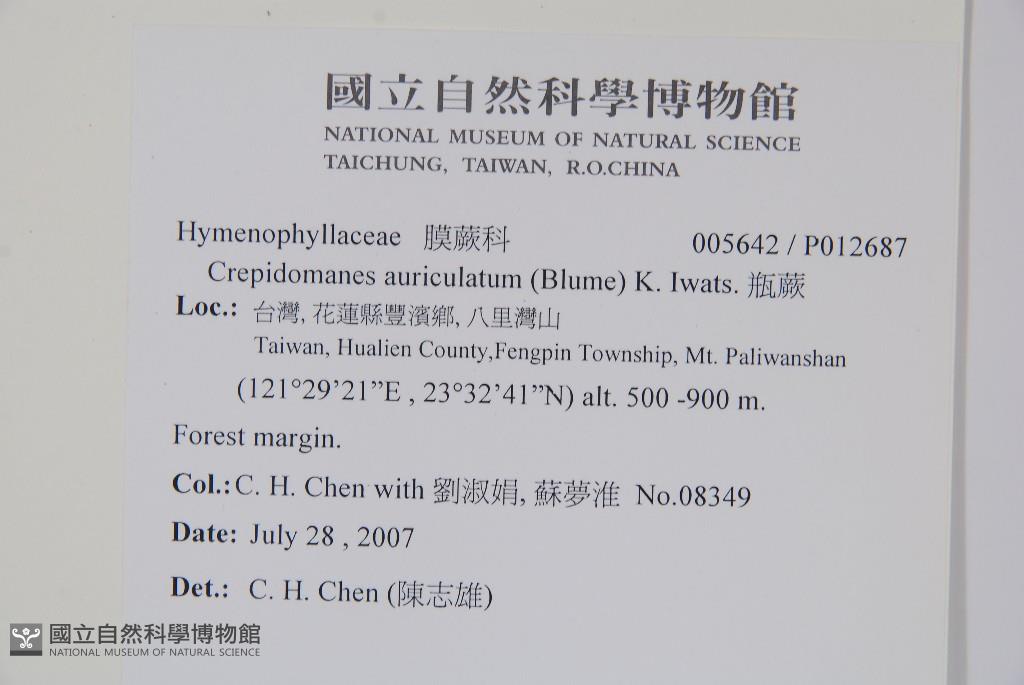 國立自然科學博物館
NATIONAL MUSEUM OF NATURAL SCIENCE
TAICHUNG, TAIWAN, R.O.CHINA
Hymenophyllaceae 膜蕨科 005642 / P012687
Crepidomanes auriculatum (Blume) K. Iwats. 瓶蕨
Loc.: 台灣, 花蓮縣豐濱鄉, 八里灣山
Taiwan, Hualien County,Fengpin Township, Mt. Paliwanshan
(121°29’21”E , 23°32’41”N) alt. 500 -900 m.
Forest margin.
Col.:C. H. Chen with 劉淑娟, 蘇夢淮 No.08349
Date: July 28 , 2007
Det.: C. H. Chen (陳志雄)
國立自然科學博物館
NATIONAL MUSEUM OF NATURAL SCIENCE